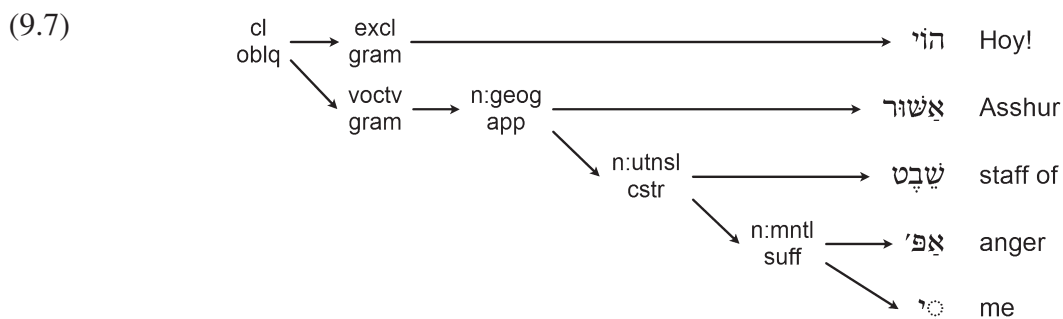 (9.7)
cl oblq excl gram הוֹי Hoy!
voctv gram n:geog app אַשּׁוּר Asshur
n:utnsl cstr שֵׁבֶט staff of
n:mntl suff אַפִּ׳ anger
◌ִי me